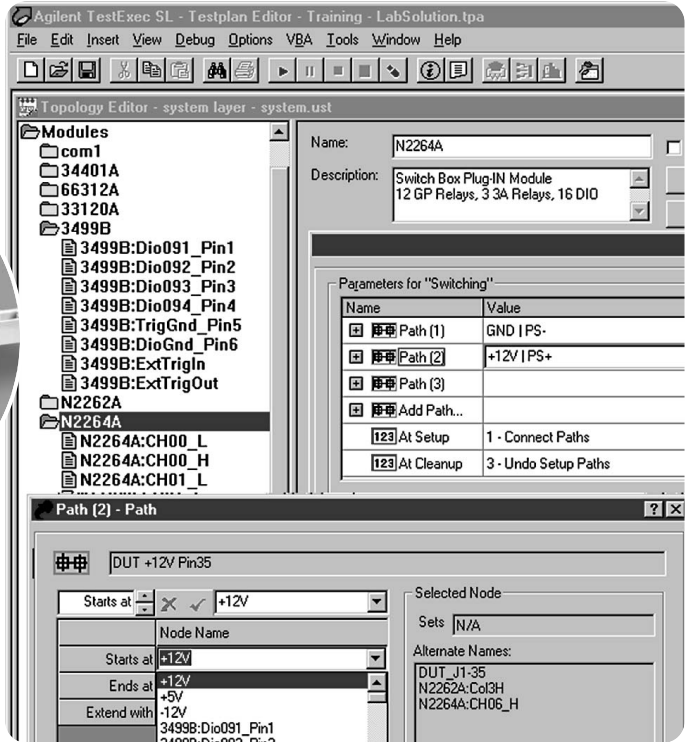 Agilent TestExec SL - Testplan Editor - Training - LabSolution.tpa
File Edit Insert View Debug Options VBA Tools Window Help
Topology Editor - system layer - system.ust
Modules
com1
34401A
66312A
33120A
3499B
3499B:Dio091_Pin1
3499B:Dio092_Pin2
3499B:Dio093_Pin3
3499B:Dio094_Pin4
3499B:TrigGnd_Pin5
3499B:DioGnd_Pin6
3499B:ExtTrigIn
3499B:ExtTrigOut
N2262A
N2264A
N2264A:CH00_L
N2264A:CH00_H
N2264A:CH01_L
Name: N2264A
Description: Switch Box Plug-IN Module
12 GP Relays, 3 3A Relays, 16 DIO
Parameters for "Switching"
Name Value
Path (1) GND | PS-
Path (2) +12V | PS+
Path (3)
Add Path...
123 At Setup 1 - Connect Paths
123 At Cleanup 3 - Undo Setup Paths
Path (2) - Path
DUT +12V Pin35
Starts at +12V
Node Name
Starts at +12V
Ends at +12V
+5V
Extend with -12V
3499B:Dio091_Pin1
Selected Node
Sets N/A
Alternate Names:
DUT_J1-35
N2262A:Col3H
N2264A:CH06_H